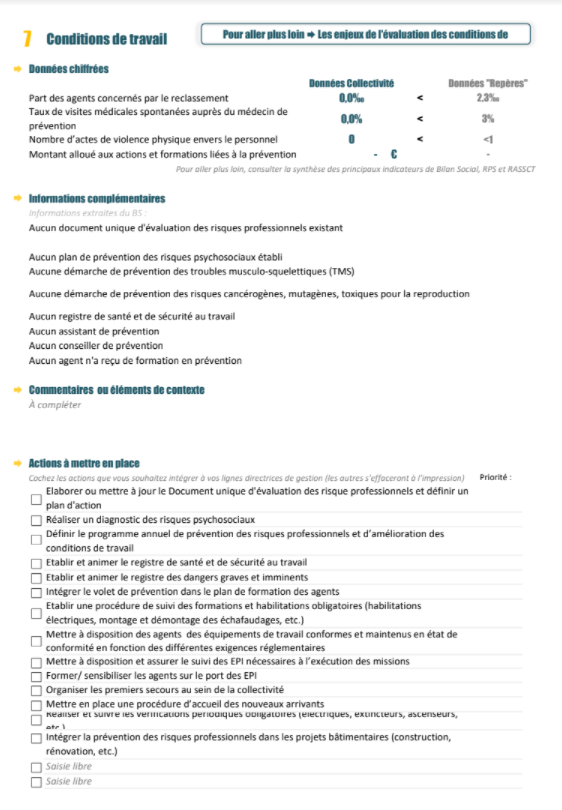 7 Conditions de travail
Pour aller plus loin ➡ Les enjeux de l'évaluation des conditions de
➡ Données chiffrées
Données Collectivité Données "Repères"
Part des agents concernés par le reclassement 0,0‰ < 2,3‰
Taux de visites médicales spontanées auprès du médecin de
prévention 0,0% < 3%
Nombre d'actes de violence physique envers le personnel 0 < <1
Montant alloué aux actions et formations liées à la prévention - € -
Pour aller plus loin, consulter la synthèse des principaux indicateurs de Bilan Social, RPS et RASSCT
➡ Informations complémentaires
Informations extraites du BS :
Aucun document unique d'évaluation des risques professionnels existant
Aucun plan de prévention des risques psychosociaux établi
Aucune démarche de prévention des troubles musculo-squelettiques (TMS)
Aucune démarche de prévention des risques cancérogènes, mutagènes, toxiques pour la reproduction
Aucun registre de santé et de sécurité au travail
Aucun assistant de prévention
Aucun conseiller de prévention
Aucun agent n'a reçu de formation en prévention
➡ Commentaires ou éléments de contexte
À compléter
➡ Actions à mettre en place
Cochez les actions que vous souhaitez intégrer à vos lignes directrices de gestion (les autres s'effaceront à l'impression) Priorité :
Elaborer ou mettre à jour le Document unique d'évaluation des risque professionnels et définir un
plan d'action
Réaliser un diagnostic des risques psychosociaux
Définir le programme annuel de prévention des risques professionnels et d'amélioration des
conditions de travail
Etablir et animer le registre de santé et de sécurité au travail
Etablir et animer le registre des dangers graves et imminents
Intégrer le volet de prévention dans le plan de formation des agents
Etablir une procédure de suivi des formations et habilitations obligatoires (habilitations
électriques, montage et démontage des échafaudages, etc.)
Mettre à disposition des agents des équipements de travail conformes et maintenus en état de
conformité en fonction des différentes exigences réglementaires
Mettre à disposition et assurer le suivi des EPI nécessaires à l'exécution des missions
Former/ sensibiliser les agents sur le port des EPI
Organiser les premiers secours au sein de la collectivité
Mettre en place une procédure d'accueil des nouveaux arrivants
Réaliser et suivre les vérifications périodiques obligatoires (électriques, extincteurs, ascenseurs,
etc.)
Intégrer la prévention des risques professionnels dans les projets bâtimentaires (construction,
rénovation, etc.)
Saisie libre
Saisie libre